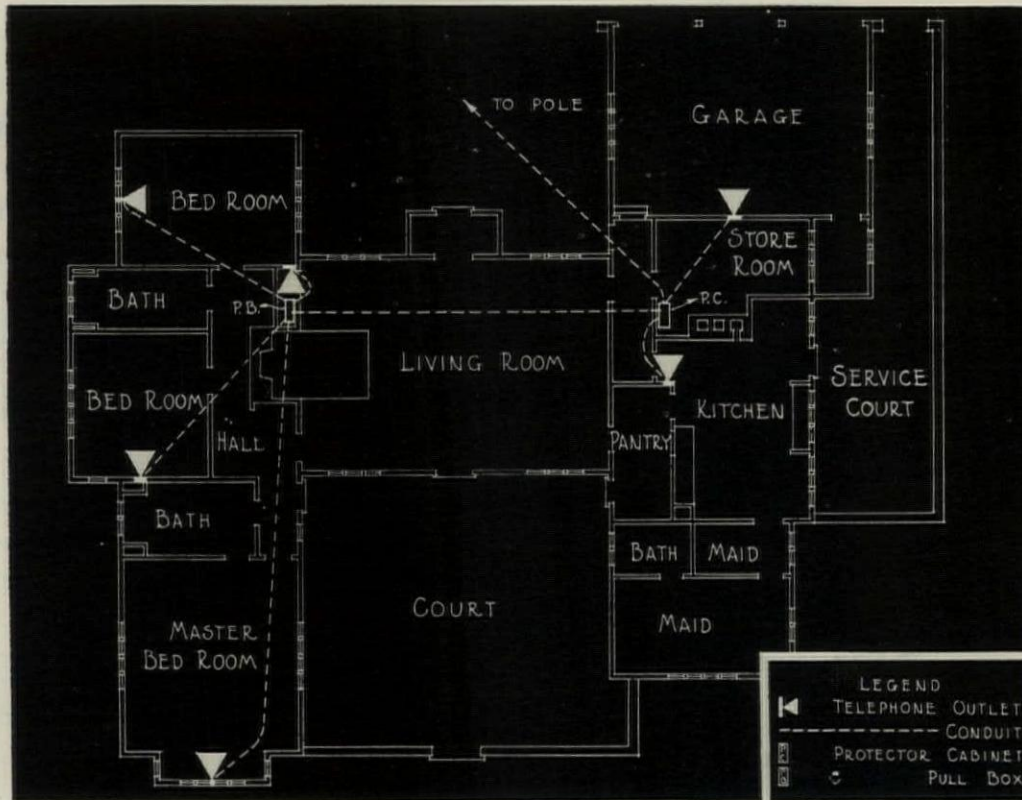 TO POLE
GARAGE
BED ROOM
STORE
ROOM
BATH
P.B.
P.C.
LIVING ROOM
SERVICE
COURT
BED ROOM
KITCHEN
HALL
PANTRY
BATH
BATH
MAID
COURT
MASTER
BED ROOM
MAID
LEGEND
TELEPHONE OUTLET
CONDUIT
PROTECTOR CABINET
PULL BOX